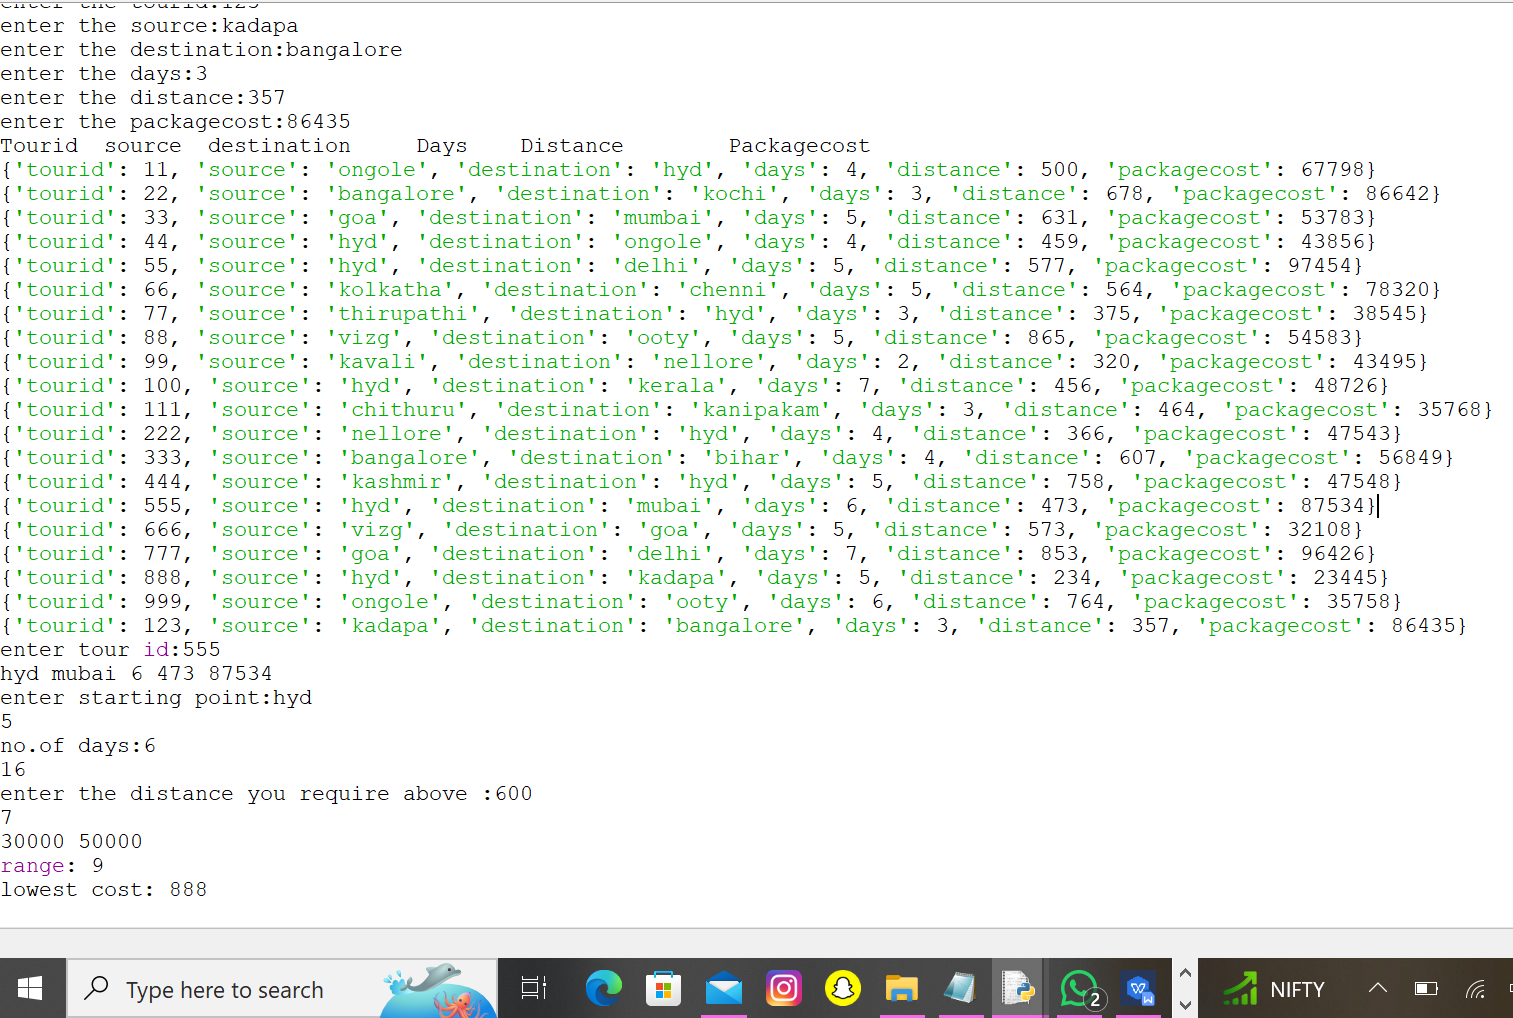 enter the tourid:123
enter the source:kadapa
enter the destination:bangalore
enter the days:3
enter the distance:357
enter the packagecost:86435
Tourid  source  destination     Days    Distance        Packagecost
{'tourid': 11, 'source': 'ongole', 'destination': 'hyd', 'days': 4, 'distance': 500, 'packagecost': 67798}
{'tourid': 22, 'source': 'bangalore', 'destination': 'kochi', 'days': 3, 'distance': 678, 'packagecost': 86642}
{'tourid': 33, 'source': 'goa', 'destination': 'mumbai', 'days': 5, 'distance': 631, 'packagecost': 53783}
{'tourid': 44, 'source': 'hyd', 'destination': 'ongole', 'days': 4, 'distance': 459, 'packagecost': 43856}
{'tourid': 55, 'source': 'hyd', 'destination': 'delhi', 'days': 5, 'distance': 577, 'packagecost': 97454}
{'tourid': 66, 'source': 'kolkatha', 'destination': 'chenni', 'days': 5, 'distance': 564, 'packagecost': 78320}
{'tourid': 77, 'source': 'thirupathi', 'destination': 'hyd', 'days': 3, 'distance': 375, 'packagecost': 38545}
{'tourid': 88, 'source': 'vizg', 'destination': 'ooty', 'days': 5, 'distance': 865, 'packagecost': 54583}
{'tourid': 99, 'source': 'kavali', 'destination': 'nellore', 'days': 2, 'distance': 320, 'packagecost': 43495}
{'tourid': 100, 'source': 'hyd', 'destination': 'kerala', 'days': 7, 'distance': 456, 'packagecost': 48726}
{'tourid': 111, 'source': 'chithuru', 'destination': 'kanipakam', 'days': 3, 'distance': 464, 'packagecost': 35768}
{'tourid': 222, 'source': 'nellore', 'destination': 'hyd', 'days': 4, 'distance': 366, 'packagecost': 47543}
{'tourid': 333, 'source': 'bangalore', 'destination': 'bihar', 'days': 4, 'distance': 607, 'packagecost': 56849}
{'tourid': 444, 'source': 'kashmir', 'destination': 'hyd', 'days': 5, 'distance': 758, 'packagecost': 47548}
{'tourid': 555, 'source': 'hyd', 'destination': 'mubai', 'days': 6, 'distance': 473, 'packagecost': 87534}
{'tourid': 666, 'source': 'vizg', 'destination': 'goa', 'days': 5, 'distance': 573, 'packagecost': 32108}
{'tourid': 777, 'source': 'goa', 'destination': 'delhi', 'days': 7, 'distance': 853, 'packagecost': 96426}
{'tourid': 888, 'source': 'hyd', 'destination': 'kadapa', 'days': 5, 'distance': 234, 'packagecost': 23445}
{'tourid': 999, 'source': 'ongole', 'destination': 'ooty', 'days': 6, 'distance': 764, 'packagecost': 35758}
{'tourid': 123, 'source': 'kadapa', 'destination': 'bangalore', 'days': 3, 'distance': 357, 'packagecost': 86435}
enter tour id:555
hyd mubai 6 473 87534
enter starting point:hyd
5
no.of days:6
16
enter the distance you require above :600
7
30000 50000
range: 9
lowest cost: 888
Type here to search
2
W
NIFTY